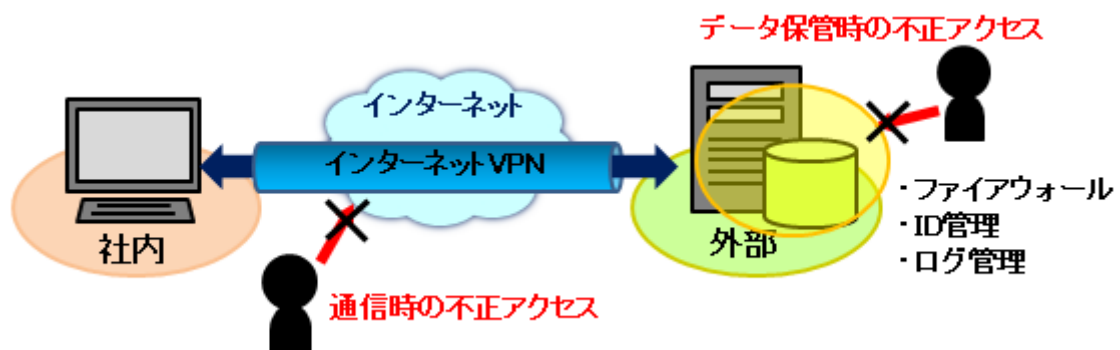 データ保管時の不正アクセス
インターネット
インターネットVPN
・ファイアウォール
・ID管理
・ログ管理
社内
外部
通信時の不正アクセス